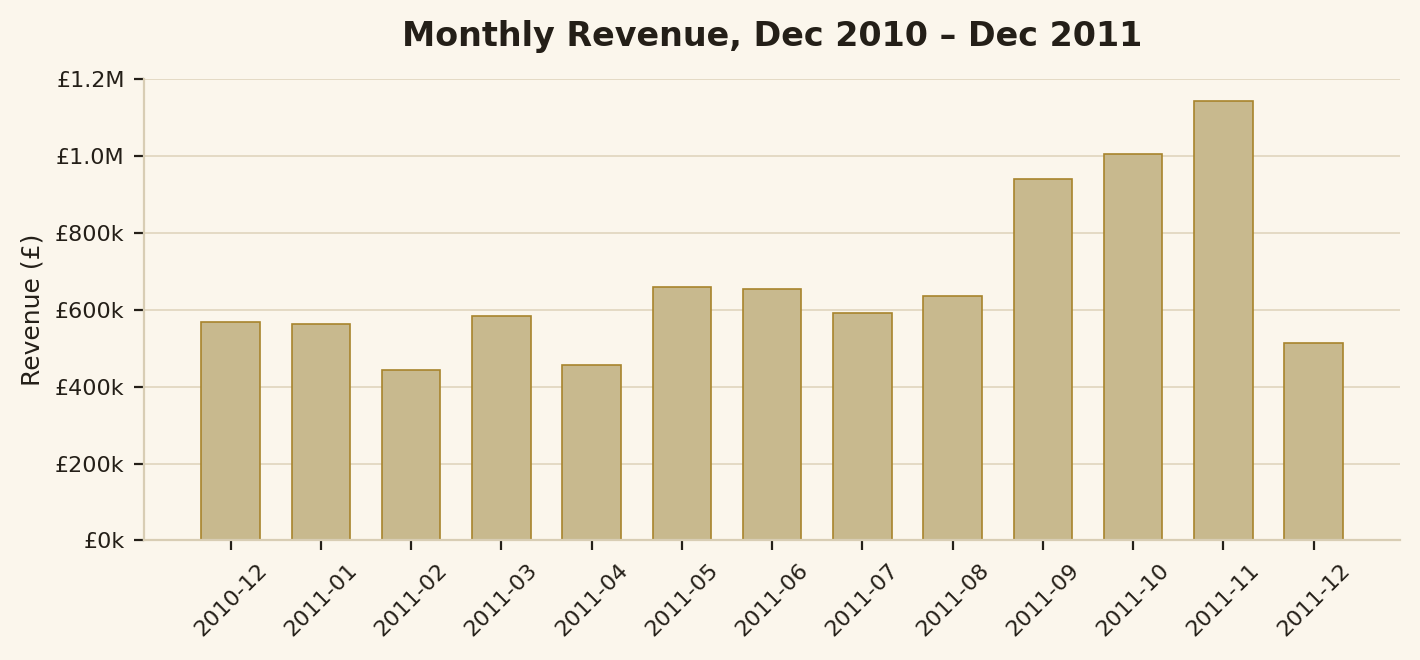 Monthly Revenue, Dec 2010 – Dec 2011
Revenue (£)
£1.2M
£1.0M
£800k
£600k
£400k
£200k
£0k
2010-12
2011-01
2011-02
2011-03
2011-04
2011-05
2011-06
2011-07
2011-08
2011-09
2011-10
2011-11
2011-12